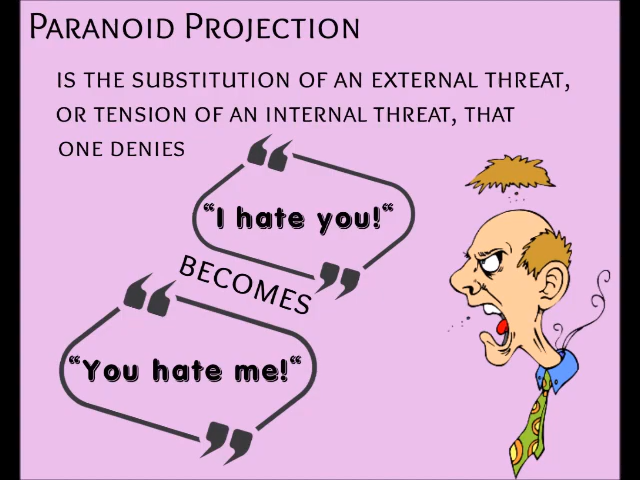 Paranoid Projection
is the substitution of an external threat,
or tension of an internal threat, that
one denies
“I hate you!“
BECOMES
“You hate me!“